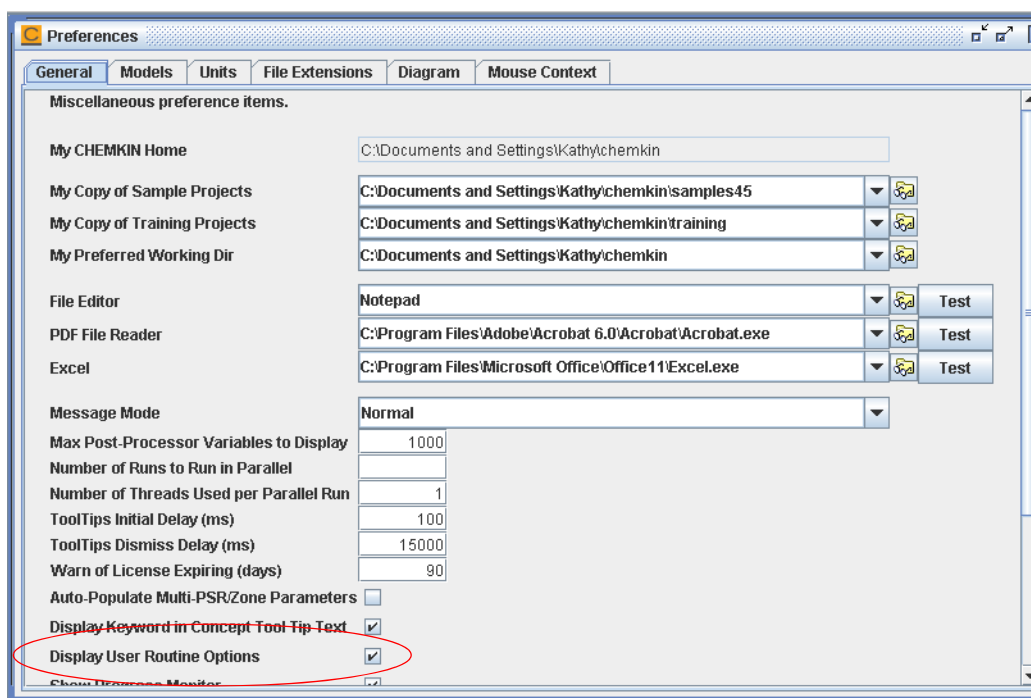 C Preferences
General Models Units File Extensions Diagram Mouse Context
Miscellaneous preference items.
My CHEMKIN Home C:\Documents and Settings\Kathy\chemkin
My Copy of Sample Projects C:\Documents and Settings\Kathy\chemkin\samples45
My Copy of Training Projects C:\Documents and Settings\Kathy\chemkin\training
My Preferred Working Dir C:\Documents and Settings\Kathy\chemkin
File Editor Notepad Test
PDF File Reader C:\Program Files\Adobe\Acrobat 6.0\Acrobat\Acrobat.exe Test
Excel C:\Program Files\Microsoft Office\Office11\Excel.exe Test
Message Mode Normal
Max Post-Processor Variables to Display 1000
Number of Runs to Run in Parallel
Number of Threads Used per Parallel Run 1
ToolTips Initial Delay (ms) 100
ToolTips Dismiss Delay (ms) 15000
Warn of License Expiring (days) 90
Auto-Populate Multi-PSR/Zone Parameters
Display Keyword in Concept Tool Tip Text
Display User Routine Options
Show Progress Monitor